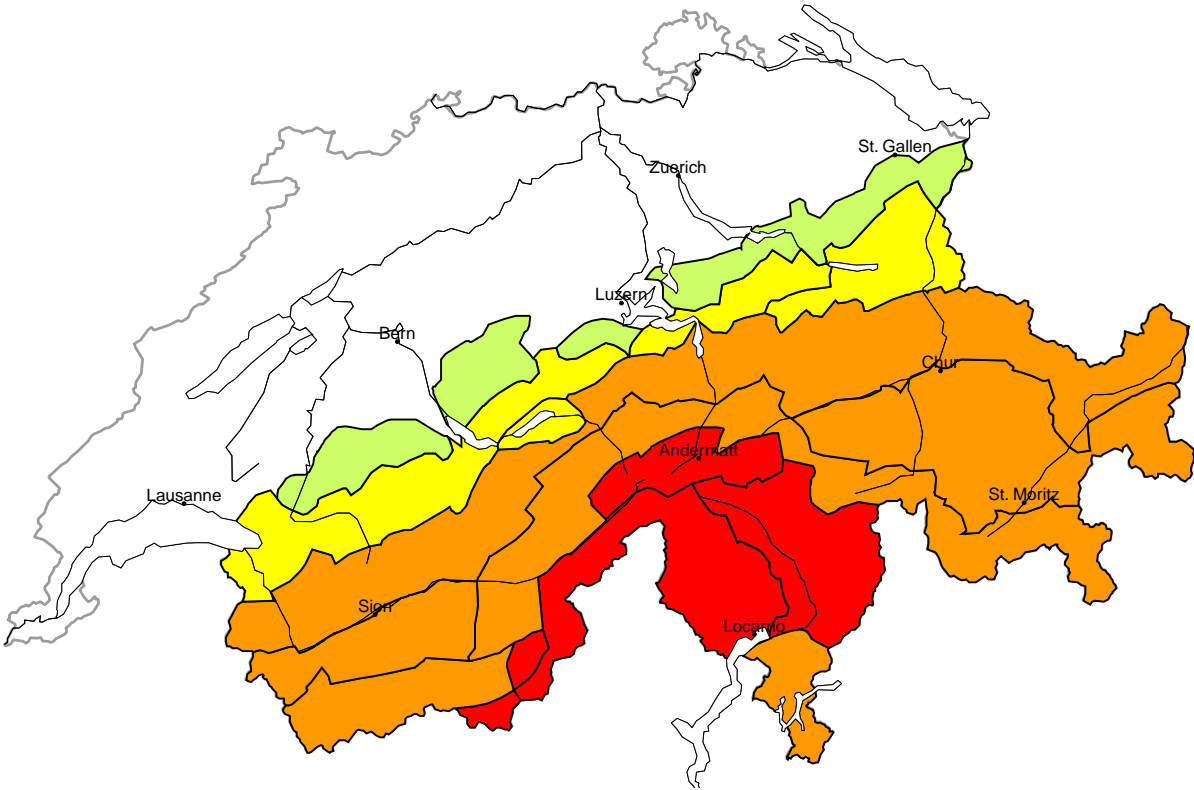 St. Gallen
Zuerich
Luzern
Bern
Chur
Andermatt
Lausanne
St. Moritz
Sion
Locarno